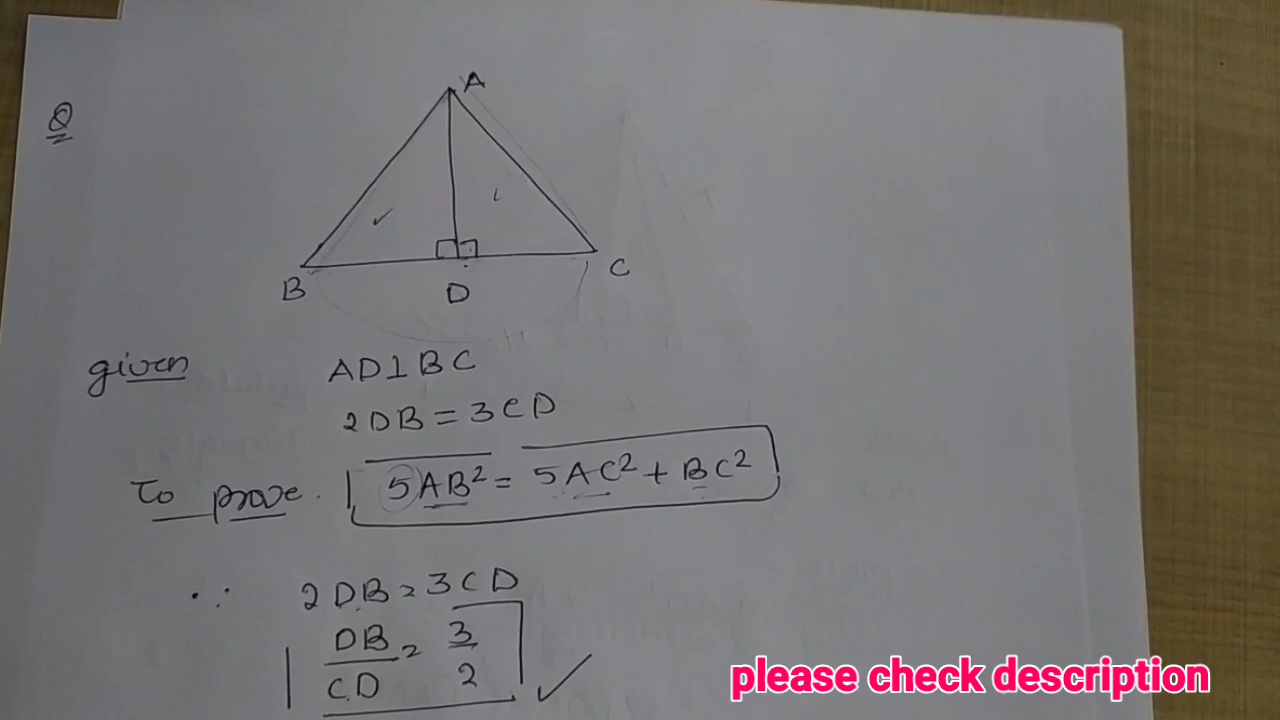 Q
A
B
D
C
given AD⊥BC
2DB = 3CD
To prove. 5AB² = 5AC² + BC²
∵ 2DB = 3CD
DB/CD = 3/2
please check description